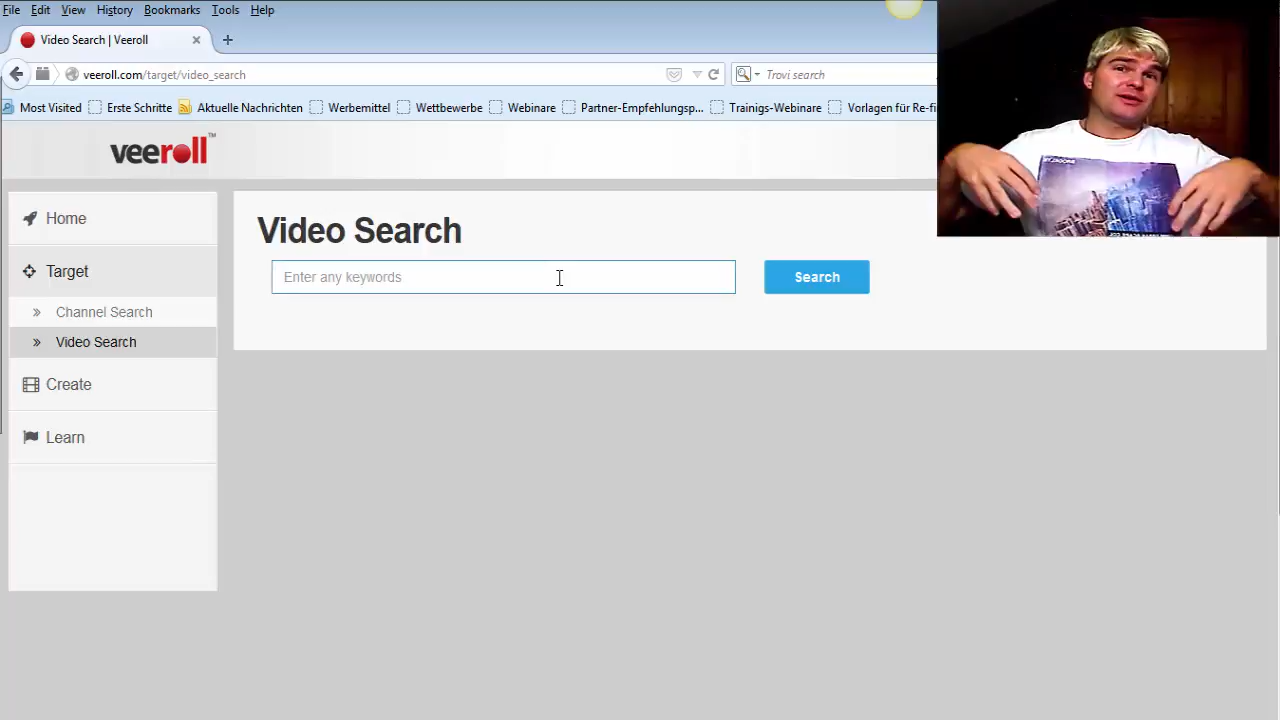 File Edit View History Bookmarks Tools Help
Video Search | Veeroll
veeroll.com/target/video_search
Trovi search
Most Visited Erste Schritte Aktuelle Nachrichten Werbemittel Wettbewerbe Webinare Partner-Empfehlungsp... Trainigs-Webinare Vorlagen für Re-fi
veeroll™
Home
Target
Channel Search
Video Search
Create
Learn
Video Search
Enter any keywords
Search